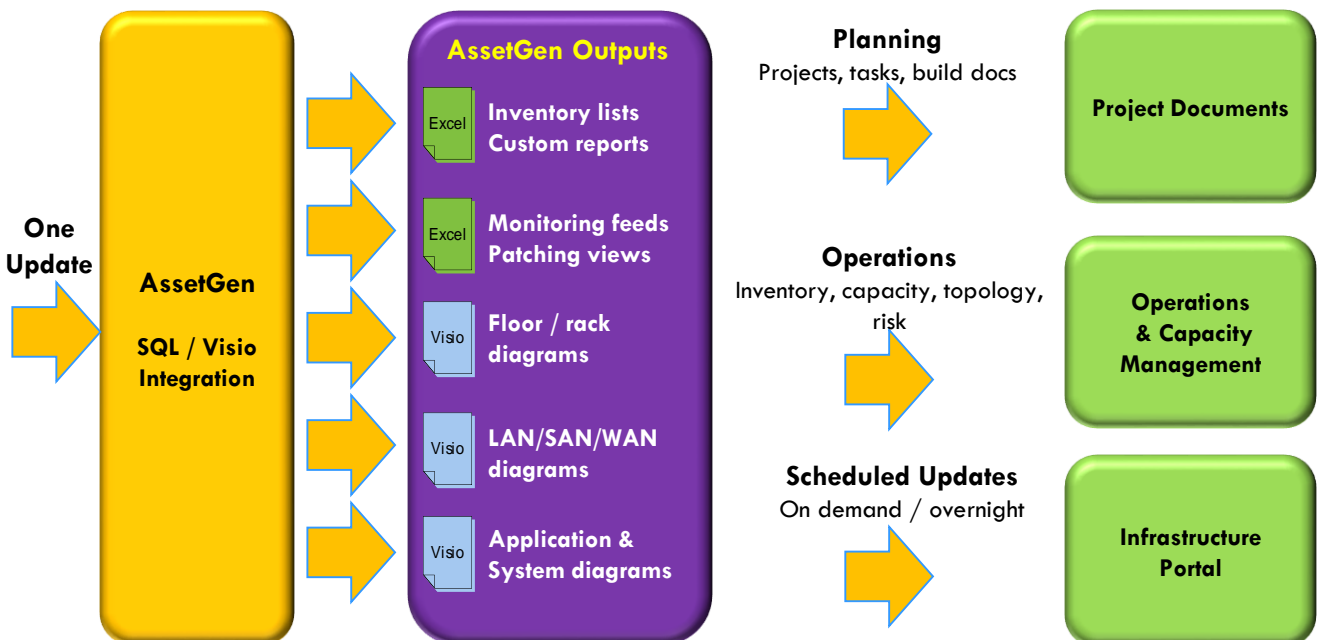 One
Update
AssetGen
SQL / Visio
Integration
AssetGen Outputs
Excel
Inventory lists
Custom reports
Excel
Monitoring feeds
Patching views
Visio
Floor / rack
diagrams
Visio
LAN/SAN/WAN
diagrams
Visio
Application &
System diagrams
Planning
Projects, tasks, build docs
Project Documents
Operations
Inventory, capacity, topology,
risk
Operations
& Capacity
Management
Scheduled Updates
On demand / overnight
Infrastructure
Portal